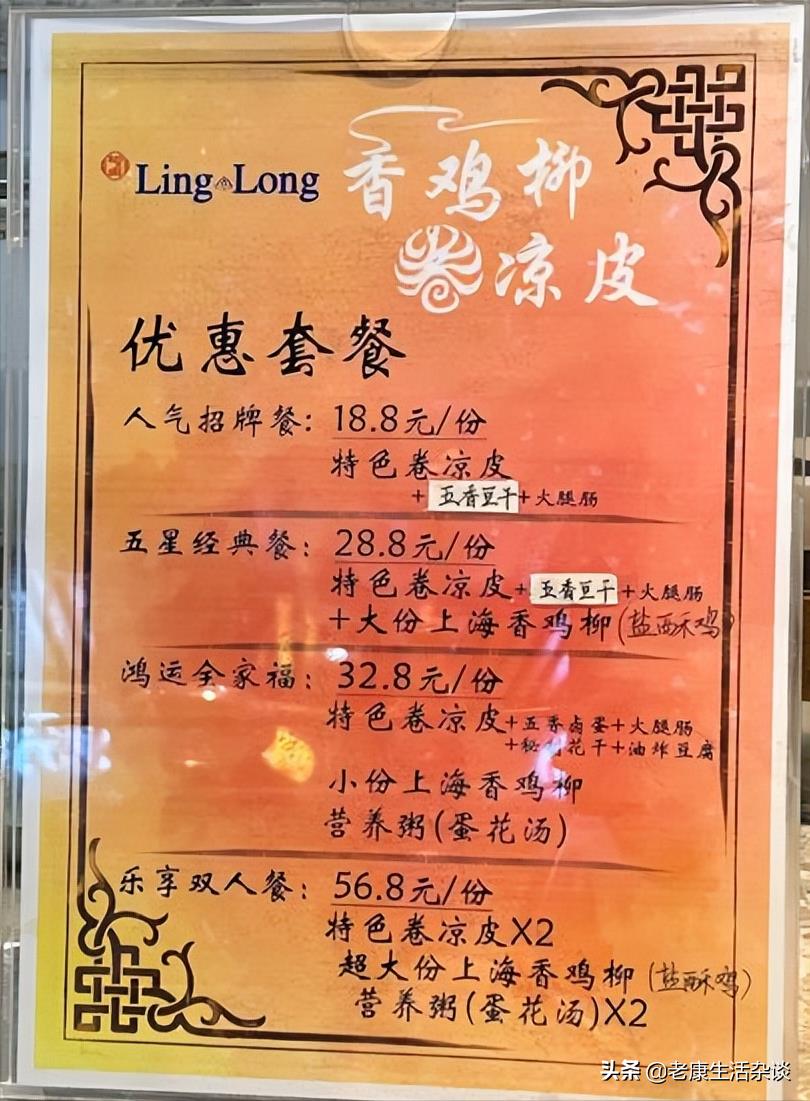 Ling Long
香鸡柳
卷凉皮
优惠套餐
人气招牌餐：18.8元/份
特色卷凉皮
+五香豆干+火腿肠
五星经典餐：28.8元/份
特色卷凉皮+五香豆干+火腿肠
+大份上海香鸡柳(盐酥鸡)
鸿运全家福：32.8元/份
特色卷凉皮+五香卤蛋+火腿肠
+秘制花干+油炸豆腐
小份上海香鸡柳
营养粥(蛋花汤)
乐享双人餐：56.8元/份
特色卷凉皮X2
超大份上海香鸡柳(盐酥鸡)
营养粥(蛋花汤)X2
头条 @老康生活杂谈